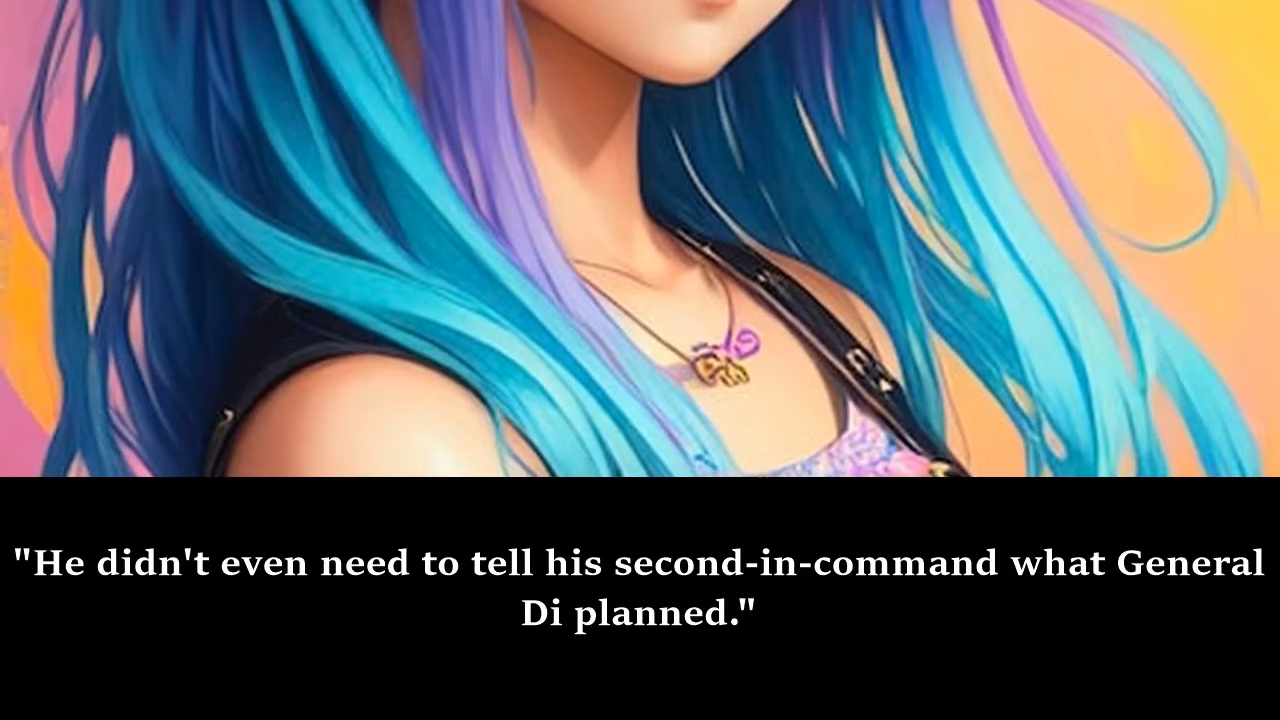 "He didn't even need to tell his second-in-command what General
Di planned."